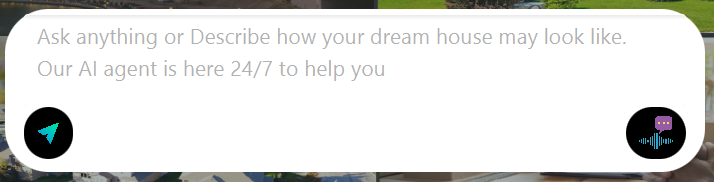 Ask anything or Describe how your dream house may look like.
Our AI agent is here 24/7 to help you